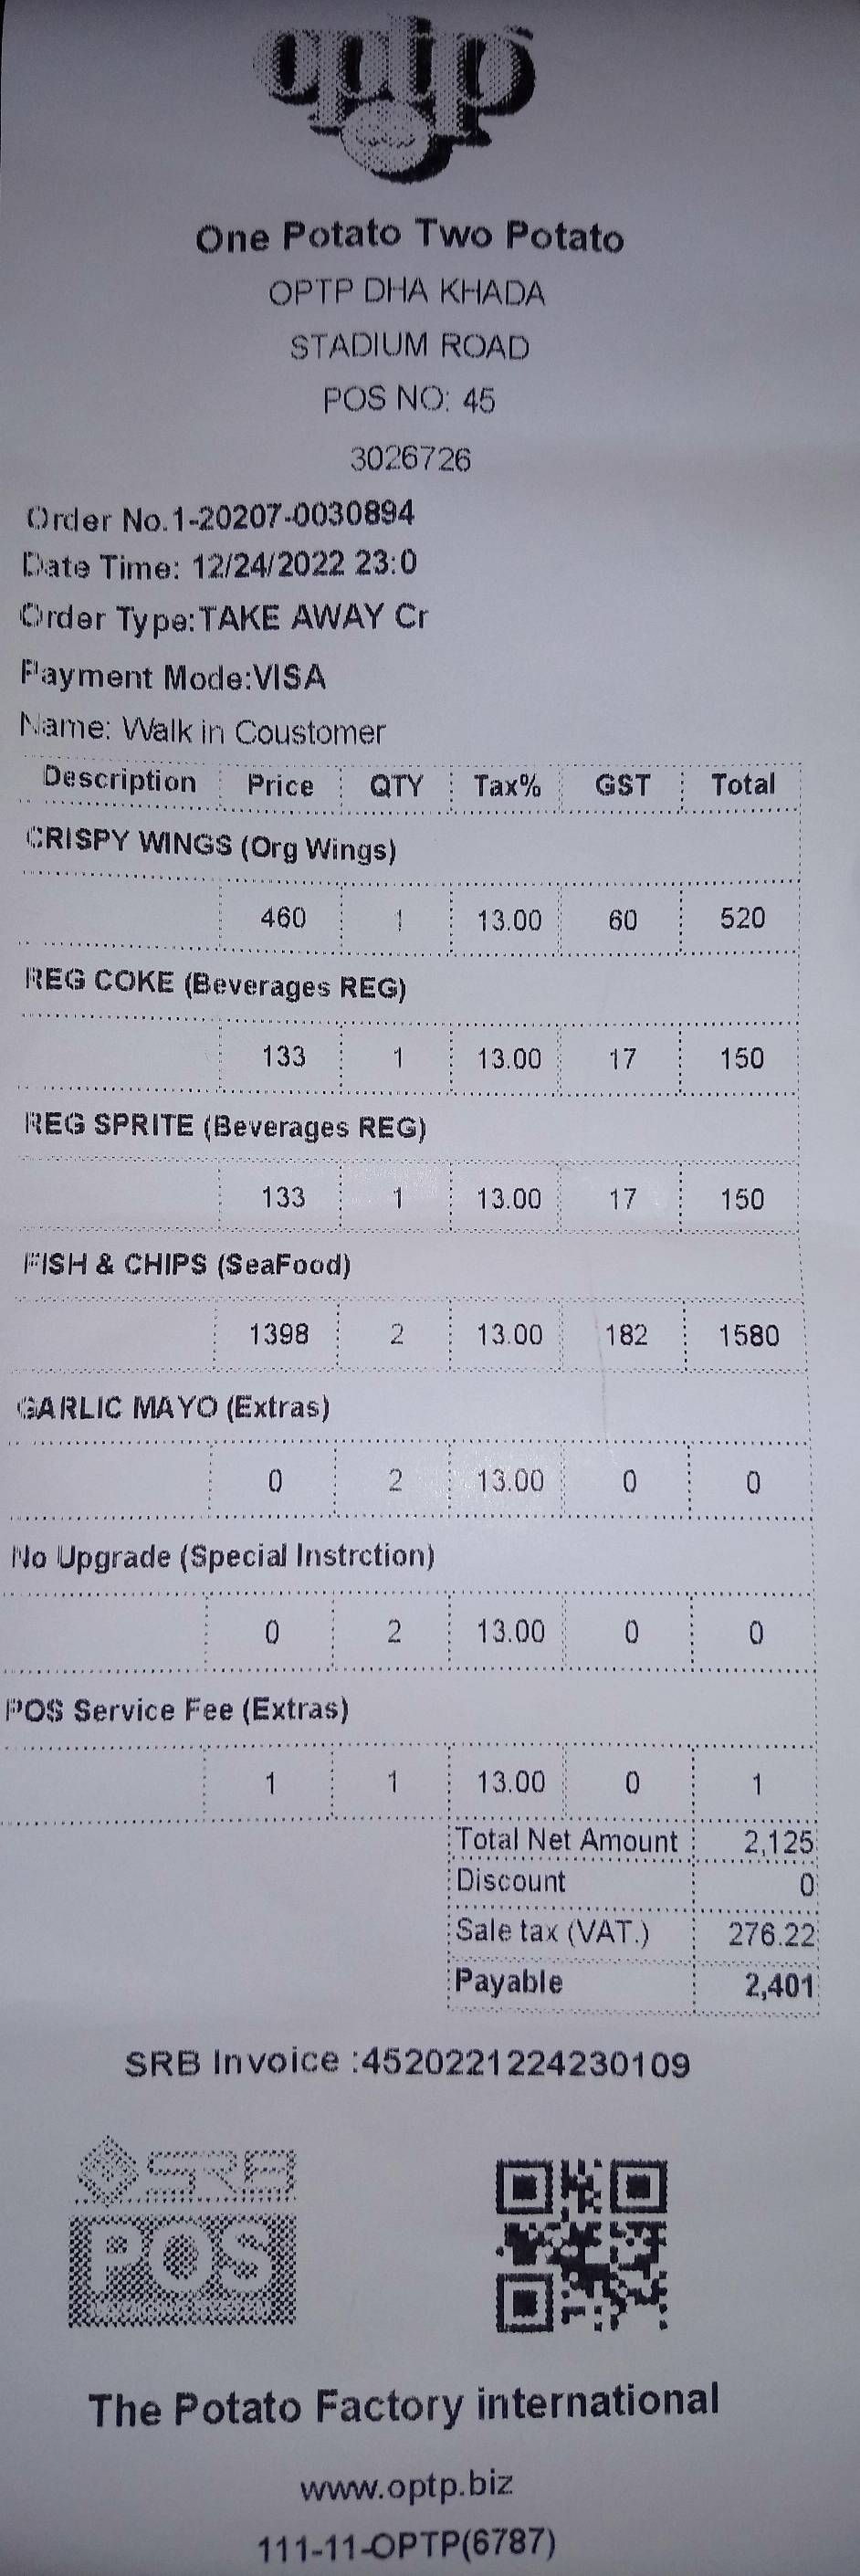 optp
One Potato Two Potato
OPTP DHA KHADA
STADIUM ROAD
POS NO: 45
3026726
Order No.1-20207-0030894
Date Time: 12/24/2022 23:0
Order Type:TAKE AWAY Cr
Payment Mode:VISA
Name: Walk in Coustomer
Description Price QTY Tax% GST Total
CRISPY WINGS (Org Wings)
460 1 13.00 60 520
REG COKE (Beverages REG)
133 1 13.00 17 150
REG SPRITE (Beverages REG)
133 1 13.00 17 150
FISH & CHIPS (SeaFood)
1398 2 13.00 182 1580
GARLIC MAYO (Extras)
0 2 13.00 0 0
No Upgrade (Special Instrction)
0 2 13.00 0 0
POS Service Fee (Extras)
1 1 13.00 0 1
Total Net Amount 2,125
Discount 0
Sale tax (VAT.) 276.22
Payable 2,401
SRB Invoice :4520221224230109
SRB
POS
The Potato Factory international
www.optp.biz
111-11-OPTP(6787)